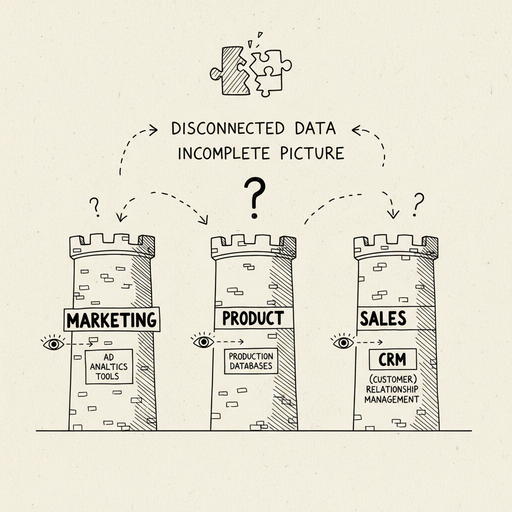 DISCONNECTED DATA
INCOMPLETE PICTURE
?
?
?
MARKETING
AD
ANALTICS
TOOLS
PRODUCT
PRODUCTION
DATABASES
SALES
CRM
(CUSTOMER)
RELATIONSHIP
MANAGEMENT